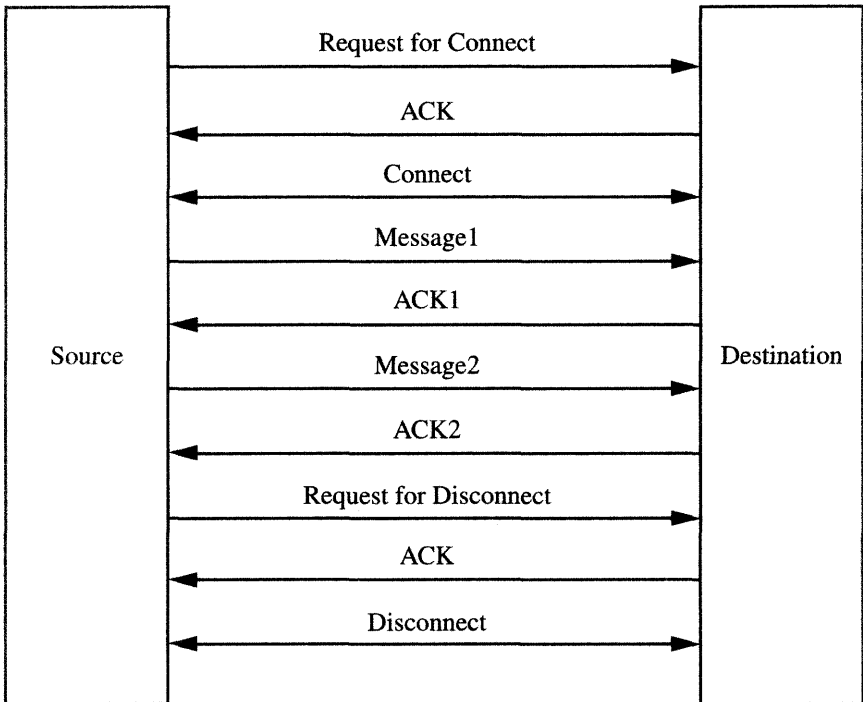 Request for Connect
ACK
Connect
Message1
ACK1
Source
Message2
Destination
ACK2
Request for Disconnect
ACK
Disconnect